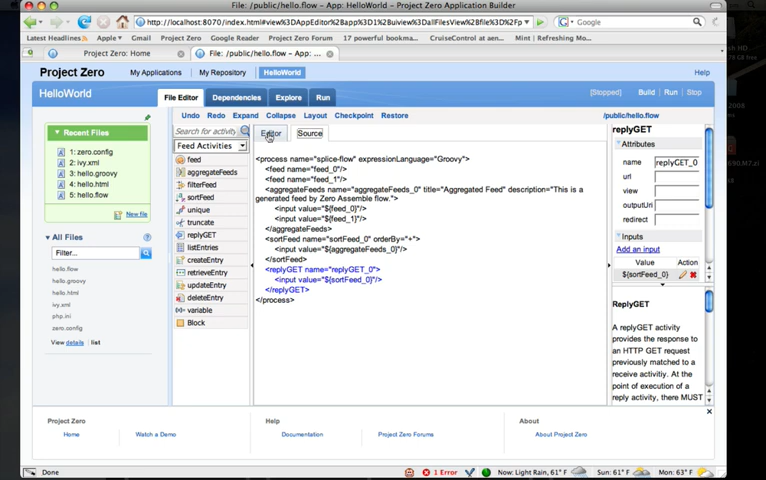 File: /public/hello.flow - App: HelloWorld - Project Zero Application Builder
http://localhost:8070/index.html#view%3DAppEditor%2Bapp%3D1%2Buiview%3DallFilesView%2Bfile%3D/p
Google
Latest Headlines
Apple
Gmail
Project Zero
Google Reader
Project Zero Forum
17 powerful bookma...
CruiseControl at aen...
Mint | Refreshing Mo...
Project Zero: Home
File: /public/hello.flow - App: ...
Project Zero
My Applications
My Repository
HelloWorld
Help
HelloWorld
File Editor
Dependencies
Explore
Run
[Stopped]
Build
Run
Stop
Undo
Redo
Expand
Collapse
Layout
Checkpoint
Restore
/public/hello.flow
Recent Files
1: zero.config
2: ivy.xml
3: hello.groovy
4: hello.html
5: hello.flow
New file
All Files
Filter...
hello.flow
hello.groovy
hello.html
ivy.xml
php.ini
zero.config
View details | list
Search for activity
Feed Activities
feed
aggregateFeeds
filterFeed
sortFeed
unique
truncate
replyGET
listEntries
createEntry
retrieveEntry
updateEntry
deleteEntry
variable
Block
Editor
Source
<process name="splice-flow" expressionLanguage="Groovy">
<feed name="feed_0"/>
<feed name="feed_1"/>
<aggregateFeeds name="aggregateFeeds_0" title="Aggregated Feed" description="This is a
generated feed by Zero Assemble flow.">
<input value="${feed_0}"/>
<input value="${feed_1}"/>
</aggregateFeeds>
<sortFeed name="sortFeed_0" orderBy="+">
<input value="${aggregateFeeds_0}"/>
</sortFeed>
<replyGET name="replyGET_0">
<input value="${sortFeed_0}"/>
</replyGET>
</process>
replyGET
Attributes
name
replyGET_0
url
view
outputUri
redirect
Inputs
Add an input
Value
Action
${sortFeed_0}
ReplyGET
A replyGET activity
provides the response to
an HTTP GET request
previously matched to a
receive activitiy. At the
point of execution of a
reply activity, there MUST
Project Zero
Home
Watch a Demo
Help
Documentation
Project Zero Forums
About
About Project Zero
Done
1 Error
Now: Light Rain, 61° F
Sun: 61° F
Mon: 63° F